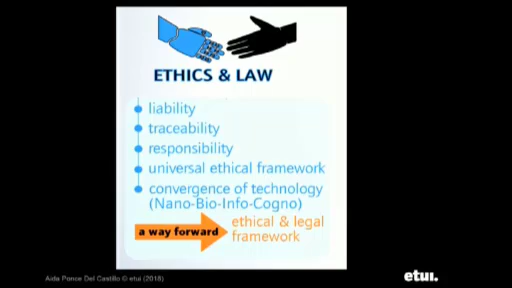 ETHICS & LAW
liability
traceability
responsibility
universal ethical framework
convergence of technology
(Nano-Bio-Info-Cogno)
a way forward
ethical & legal
framework
Aida Ponce Del Castillo © etui (2018)
etui.